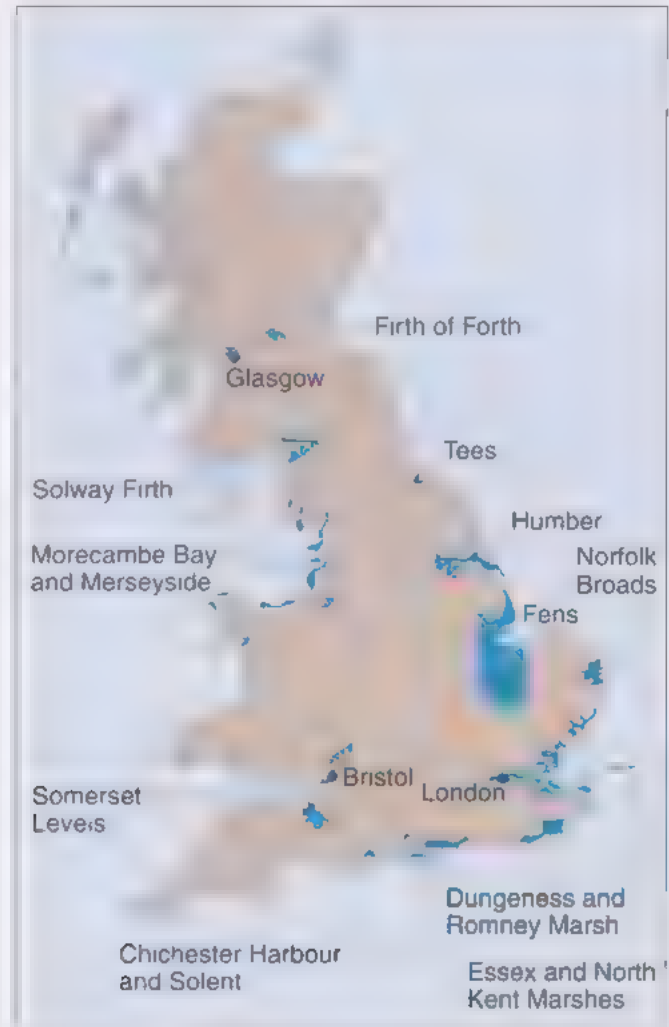 Firth of Forth
Glasgow
Tees
Solway Firth
Humber
Morecambe Bay
and Merseyside
Norfolk
Broads
Fens
Bristol
London
Somerset
Levels
Dungeness and
Romney Marsh
Chichester Harbour
and Solent
Essex and North
Kent Marshes